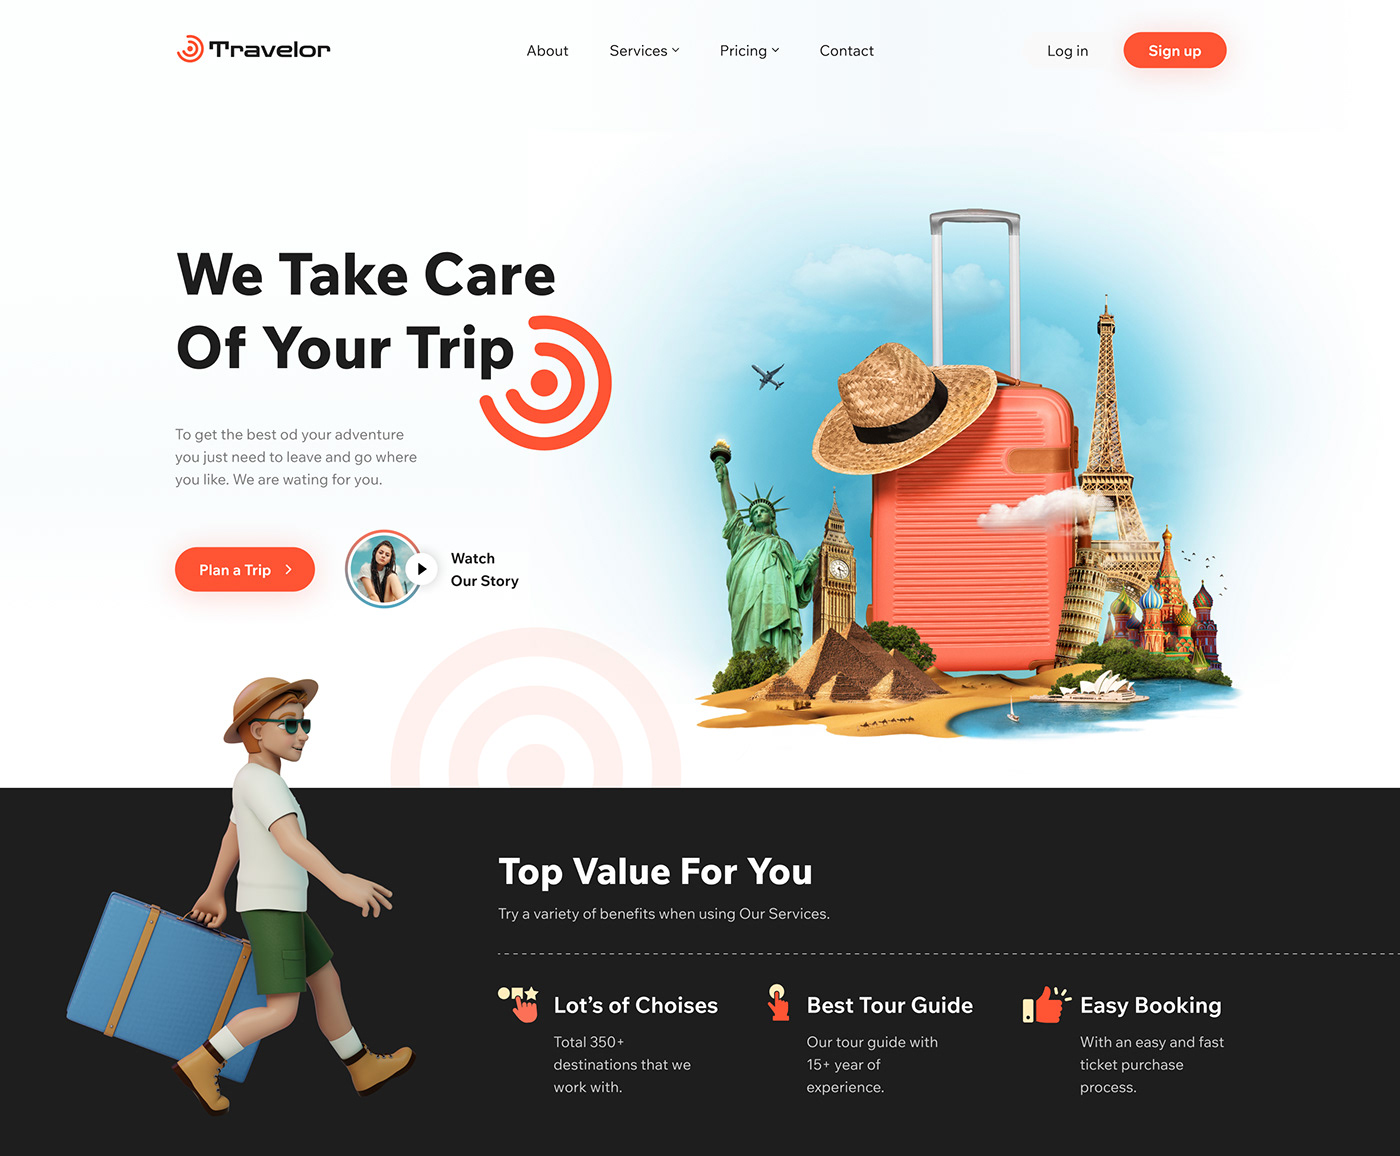 Travelor
About
Services
Pricing
Contact
Log in
Sign up
We Take Care
Of Your Trip
To get the best od your adventure
you just need to leave and go where
you like. We are wating for you.
Plan a Trip
Watch
Our Story
Top Value For You
Try a variety of benefits when using Our Services.
Lot's of Choises
Total 350+
destinations that we
work with.
Best Tour Guide
Our tour guide with
15+ year of
experience.
Easy Booking
With an easy and fast
ticket purchase
process.